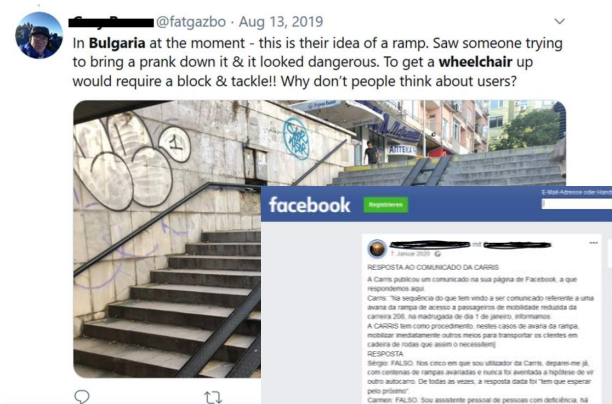 @fatgazbo · Aug 13, 2019
In Bulgaria at the moment - this is their idea of a ramp. Saw someone trying
to bring a prank down it & it looked dangerous. To get a wheelchair up
would require a block & tackle!! Why don't people think about users?
1
АПТЕКА
facebook
Registrieren
E-Mail-Adresse oder Hand
mit
7. Januar 2020
RESPOSTA AO COMUNICADO DA CARRIS
A Carris publicou um comunicado na sua página de Facebook, a que
respondemos aqui.
Carris: "Na sequência do que tem vindo a ser comunicado referente a uma
avaria da rampa de acesso a passageiros de mobilidade reduzida da
carreira 208, na madrugada de dia 1 de janeiro, informamos:
A CARRIS tem como procedimento, nestes casos de avaria da rampa,
mobilizar imediatamente outros meios para transportar os clientes em
cadeira de rodas que assim o necessitem]
RESPOSTA
Sérgio: FALSO. Nos cinco em que sou utilizador da Carris, deparei-me já,
com centenas de rampas avariadas e nunca foi aventada a hipótese de vir
outro autocarro. De todas as vezes, a resposta dada foi "tem que esperar
pelo próximo".
Carmen: FALSO. Sou assistente pessoal de pessoas com deficiência, há